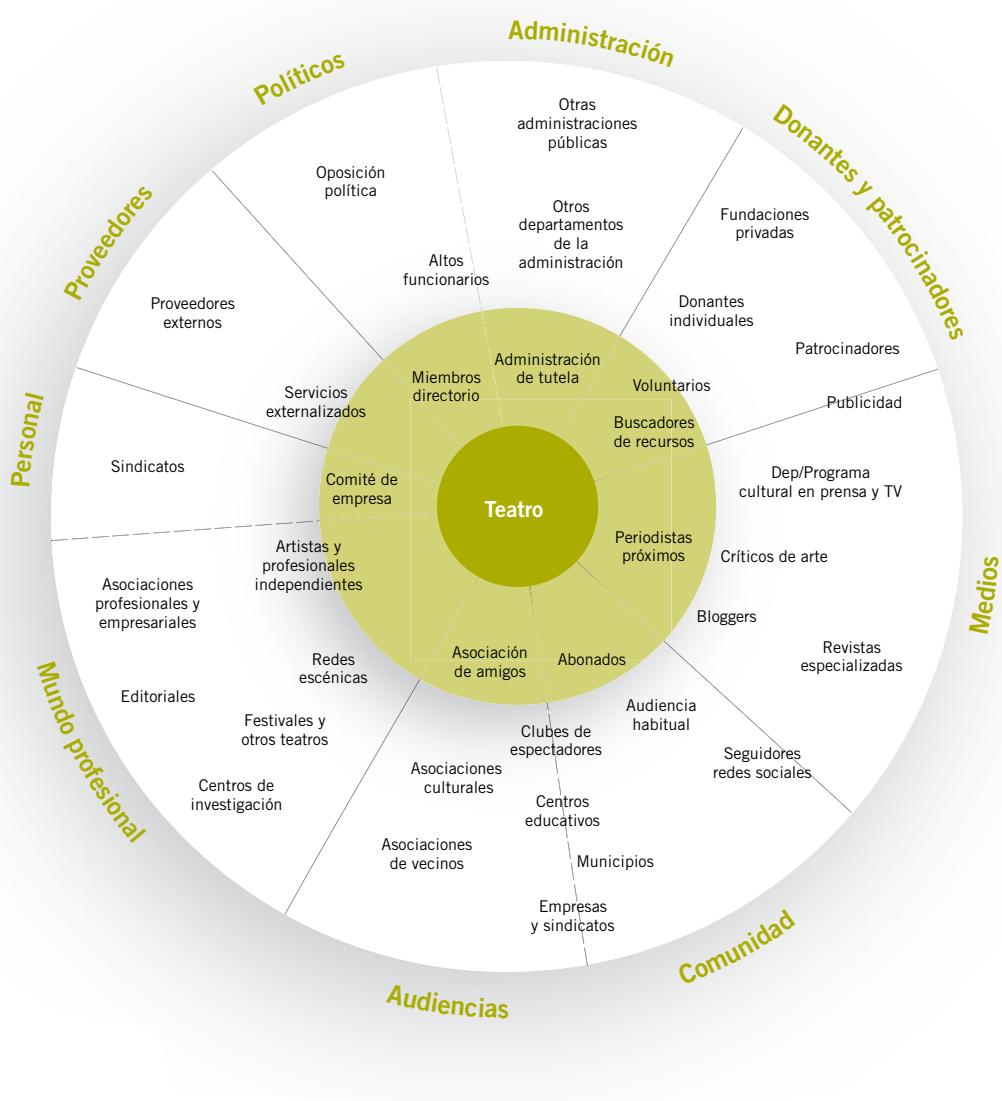 Administración
Políticos
Donantes y patrocinadores
Proveedores
Personal
Medios
Mundo profesional
Comunidad
Audiencias
Otras
administraciones
públicas
Oposición
política
Otros
departamentos
de la
administración
Altos
funcionarios
Fundaciones
privadas
Donantes
individuales
Patrocinadores
Proveedores
externos
Servicios
externalizados
Miembros
directorio
Administración
de tutela
Voluntarios
Buscadores
de recursos
Publicidad
Sindicatos
Comité de
empresa
Teatro
Dep/Programa
cultural en prensa y TV
Periodistas
próximos
Críticos de arte
Bloggers
Revistas
especializadas
Artistas y
profesionales
independientes
Asociaciones
profesionales y
empresariales
Redes
escénicas
Editoriales
Festivales y
otros teatros
Centros de
investigación
Asociación
de amigos
Abonados
Audiencia
habitual
Clubes de
espectadores
Seguidores
redes sociales
Asociaciones
culturales
Centros
educativos
Asociaciones
de vecinos
Municipios
Empresas
y sindicatos